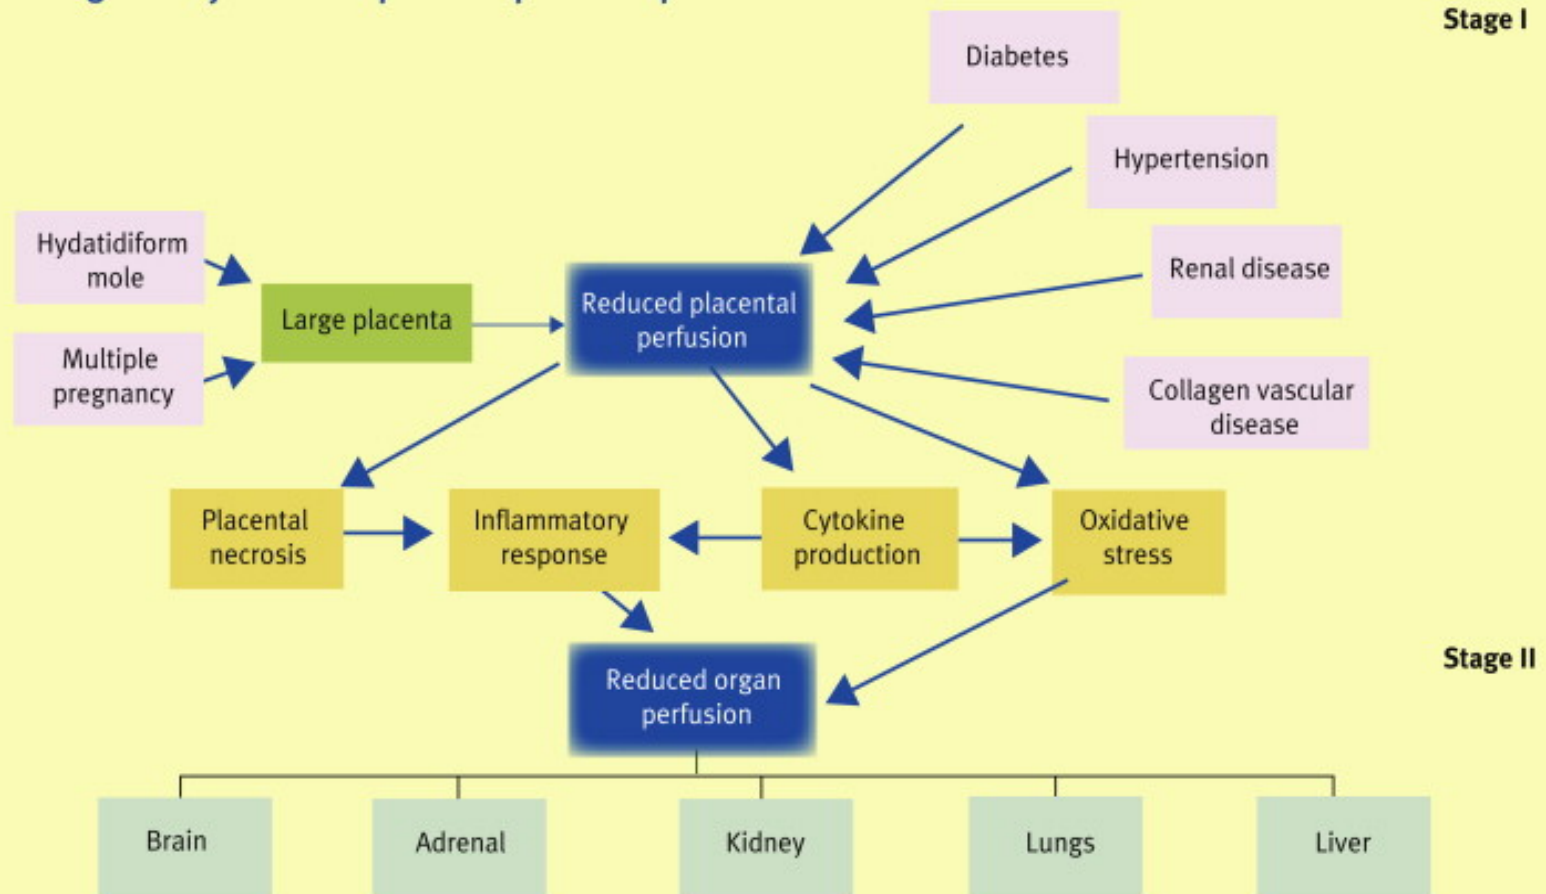 Stage I
Diabetes
Hypertension
Hydatidiform
mole
Renal disease
Large placenta
Reduced placental
perfusion
Multiple
pregnancy
Collagen vascular
disease
Placental
necrosis
Inflammatory
response
Cytokine
production
Oxidative
stress
Stage II
Reduced organ
perfusion
Brain
Adrenal
Kidney
Lungs
Liver